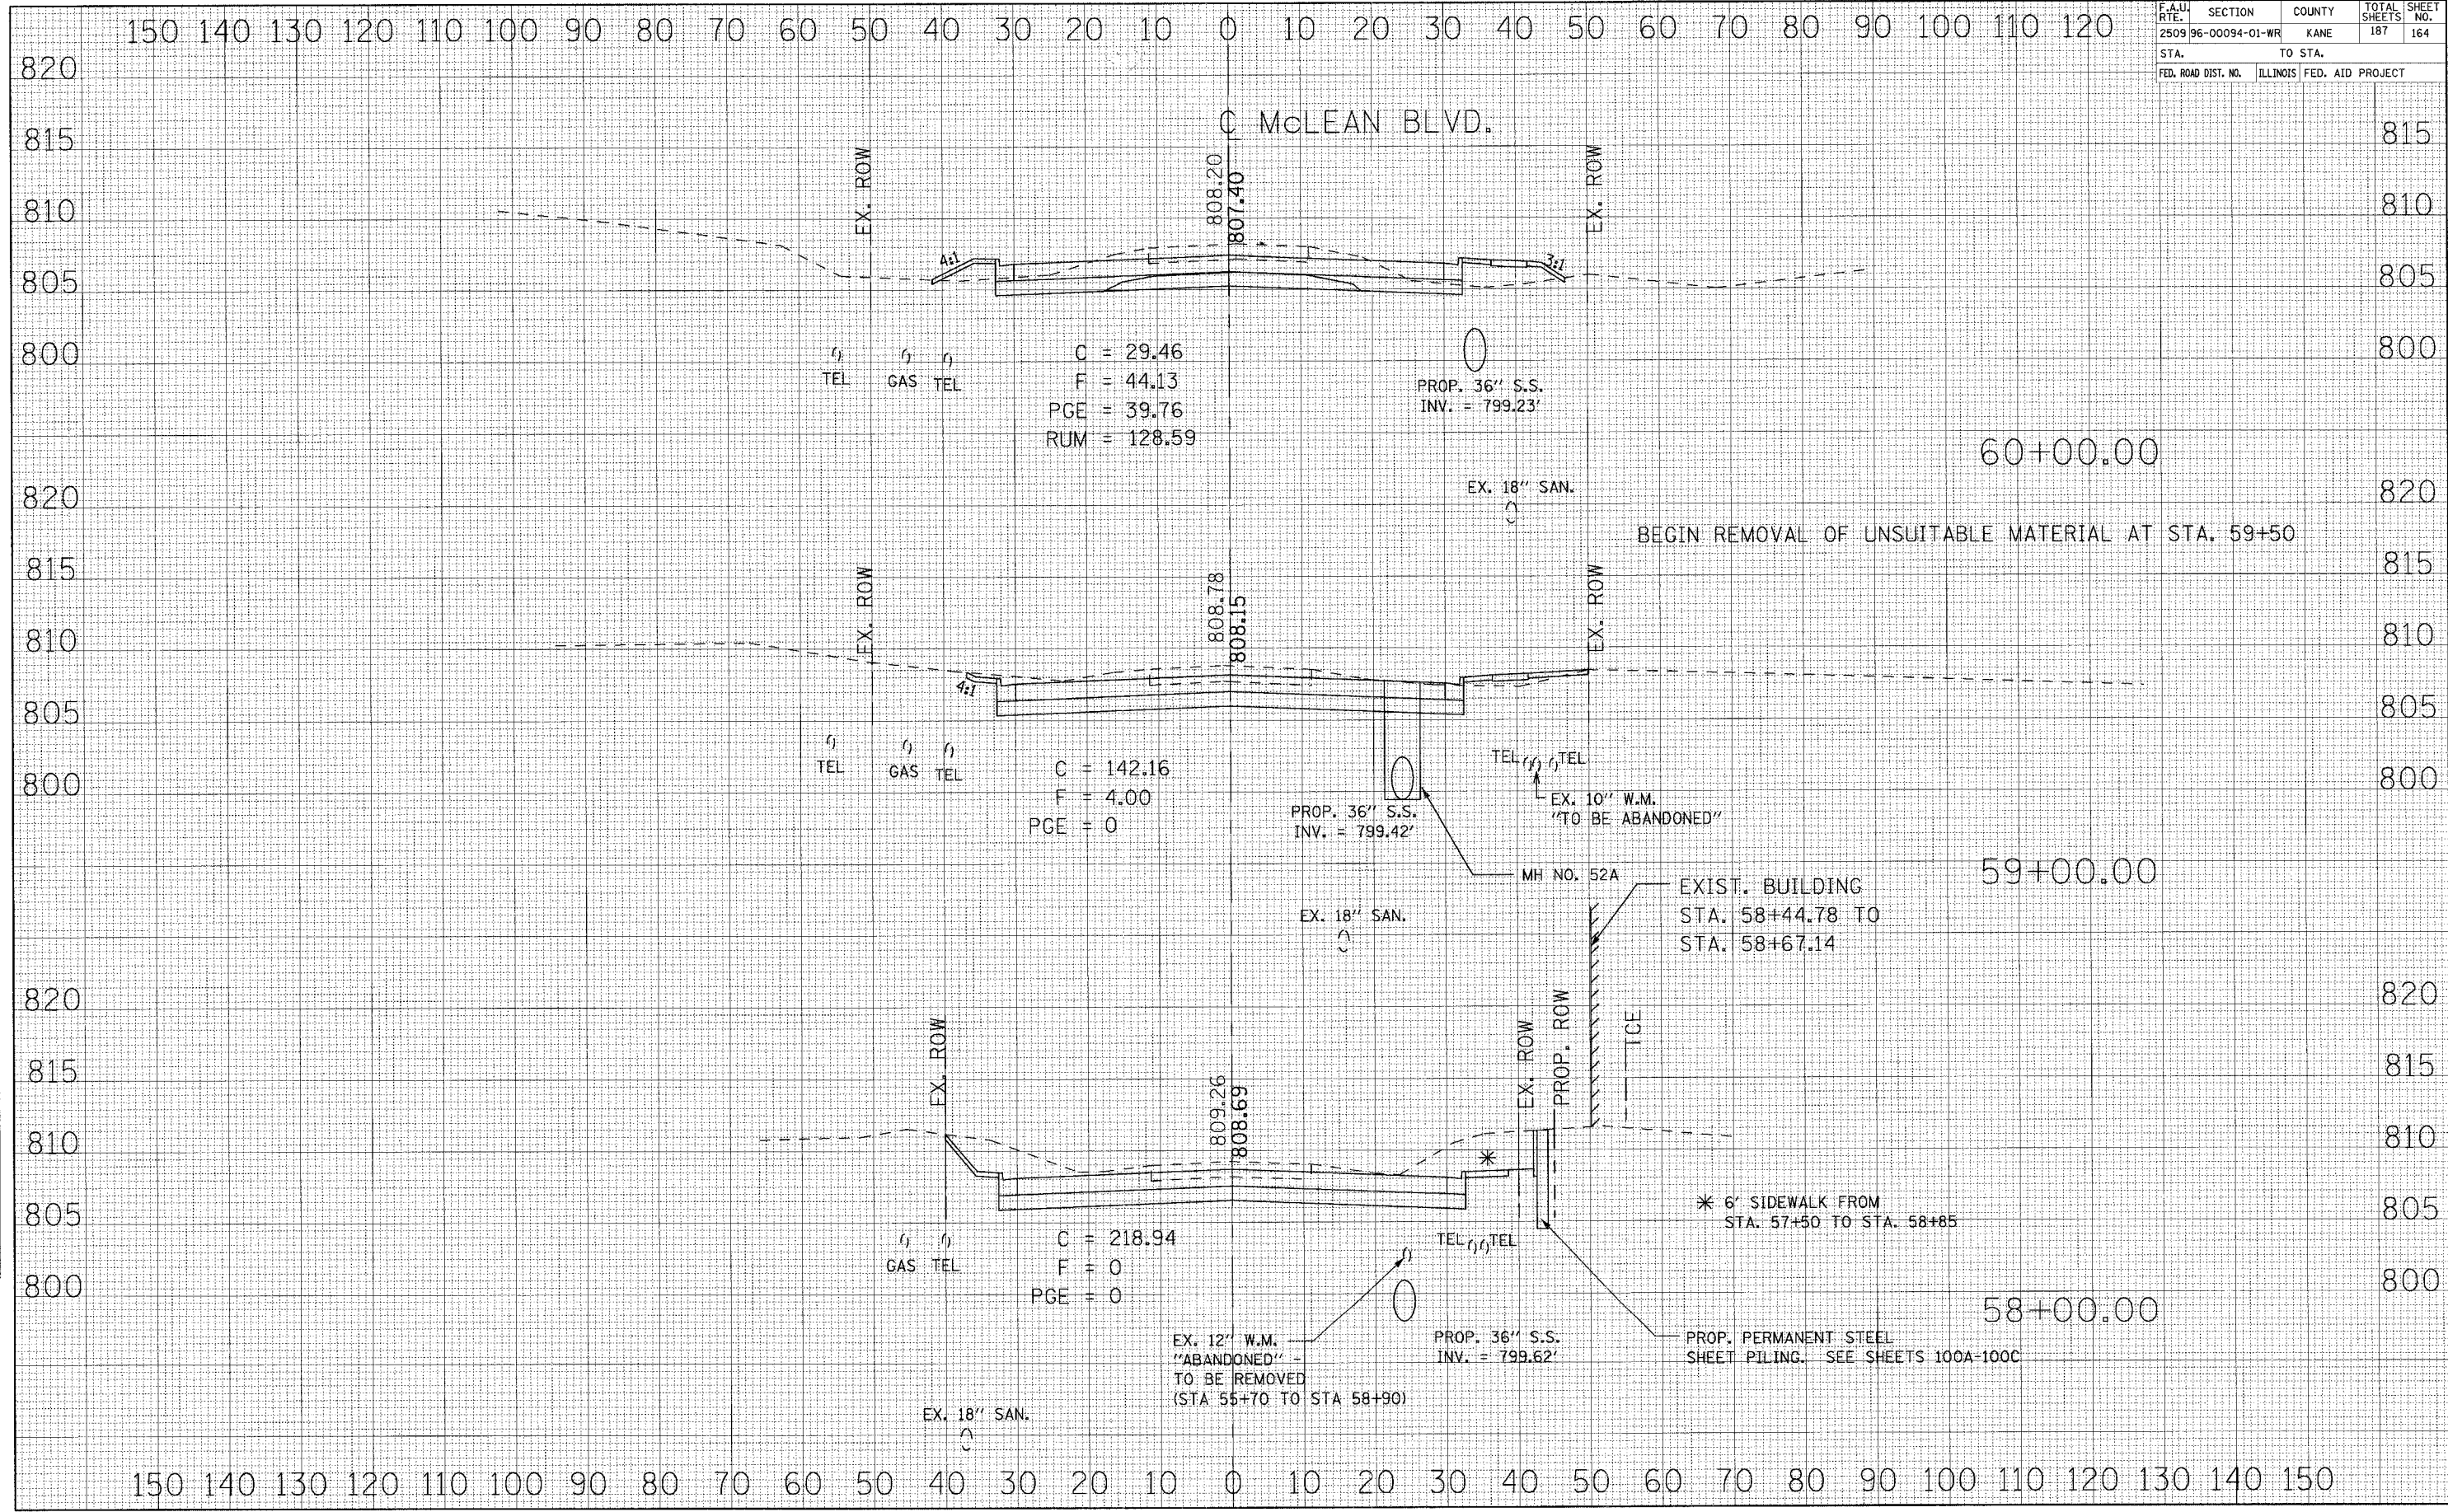 F.A.U. RTE. SECTION COUNTY TOTAL SHEETS SHEET NO.
2509 96-00094-01-WR KANE 187 164
STA. TO STA.
FED. ROAD DIST. NO. ILLINOIS FED. AID PROJECT
150 140 130 120 110 100 90 80 70 60 50 40 30 20 10 0 10 20 30 40 50 60 70 80 90 100 110 120
820
℄ McLEAN BLVD.
815 815
EX. ROW 808.20 807.40 EX. ROW
810 810
4:1 3:1
805 805
800 800
TEL GAS TEL
C = 29.46
F = 44.13
PGE = 39.76
RUM = 128.59
PROP. 36" S.S.
INV. = 799.23'
60+00.00
EX. 18" SAN.
820 820
BEGIN REMOVAL OF UNSUITABLE MATERIAL AT STA. 59+50
815 815
EX. ROW 808.78 808.15 EX. ROW
810 810
4:1
805 805
TEL GAS TEL
TEL TEL
800 800
C = 142.16
F = 4.00
PGE = 0
PROP. 36" S.S.
INV. = 799.42'
EX. 10" W.M.
"TO BE ABANDONED"
MH NO. 52A
59+00.00
EXIST. BUILDING
STA. 58+44.78 TO
STA. 58+67.14
EX. 18" SAN.
820 820
EX. ROW 809.26 808.69 EX. ROW PROP. ROW TCE
815 815
810 810
*
805 805
* 6' SIDEWALK FROM
STA. 57+50 TO STA. 58+85
GAS TEL
C = 218.94
F = 0
PGE = 0
TEL TEL
800 800
58+00.00
EX. 12" W.M.
"ABANDONED" -
TO BE REMOVED
(STA 55+70 TO STA 58+90)
PROP. 36" S.S.
INV. = 799.62'
PROP. PERMANENT STEEL
SHEET PILING. SEE SHEETS 100A-100C
EX. 18" SAN.
150 140 130 120 110 100 90 80 70 60 50 40 30 20 10 0 10 20 30 40 50 60 70 80 90 100 110 120 130 140 150